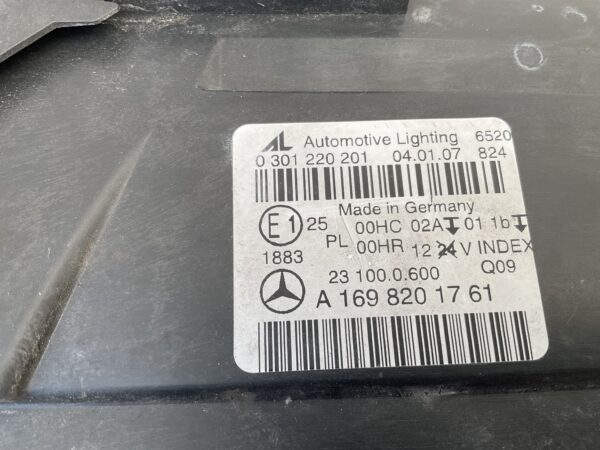 AL Automotive Lighting 6520
0 301 220 201 04.01.07 824
Made in Germany
E1 25 00HC 02A 01 1b
PL 00HR 12 24 V INDEX
1883
23 100.0.600 Q09
A 169 820 17 61